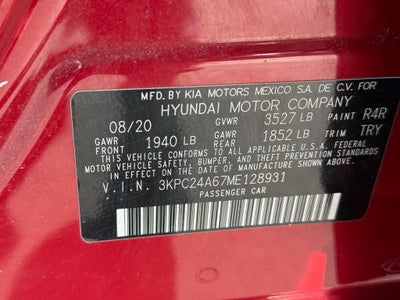 MFD. BY KIA MOTORS MEXICO S.A. DE C.V. FOR
HYUNDAI MOTOR COMPANY
08/20 GVWR 3527 LB PAINT R4R
GAWR 1940 LB GAWR 1852 LB TRIM TRY
THIS VEHICLE CONFORMS TO ALL APPLICABLE U.S.A. FEDERAL
MOTOR VEHICLE SAFETY, BUMPER, AND THEFT PREVENTION STANDARDS
IN EFFECT ON THE DATE OF MANUFACTURE SHOWN ABOVE.
V.I.N. 3KPC24A67ME128931
PASSENGER CAR